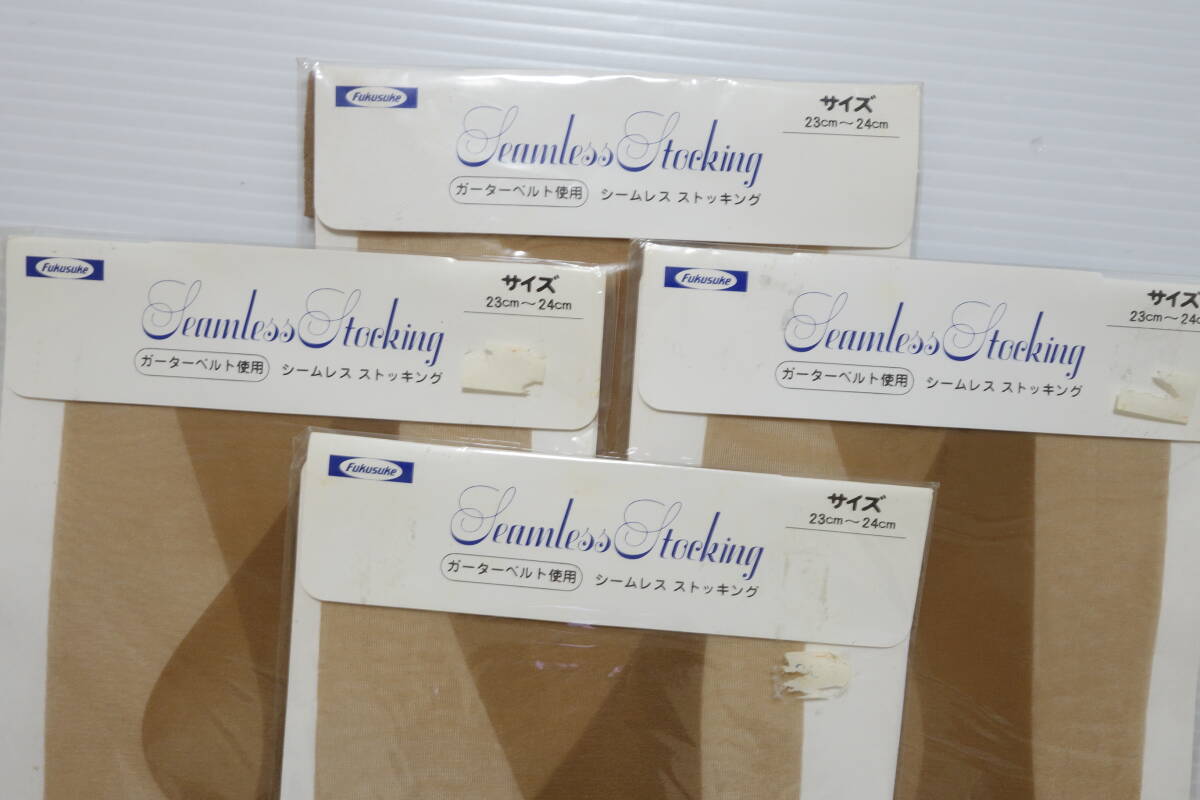 Fukusuke
Seamless Stocking
サイズ
23cm～24cm
ガーターベルト使用 シームレス ストッキング
Fukusuke
Seamless Stocking
サイズ
23cm～24cm
ガーターベルト使用 シームレス ストッキング
Fukusuke
Seamless Stocking
サイズ
23cm～24c
ガーターベルト使用 シームレス ストッキング
Fukusuke
Seamless Stocking
サイズ
23cm～24cm
ガーターベルト使用 シームレス ストッキング